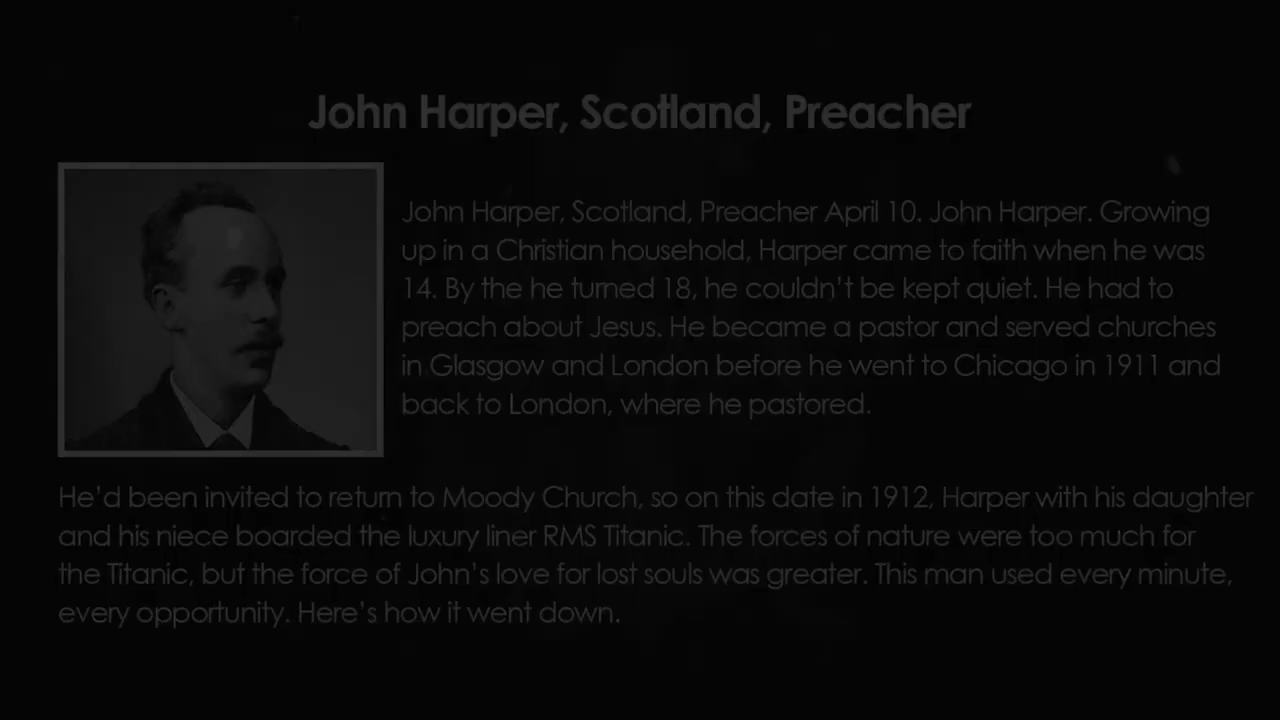 John Harper, Scotland, Preacher
John Harper, Scotland, Preacher April 10. John Harper. Growing
up in a Christian household, Harper came to faith when he was
14. By the he turned 18, he couldn't be kept quiet. He had to
preach about Jesus. He became a pastor and served churches
in Glasgow and London before he went to Chicago in 1911 and
back to London, where he pastored.
He'd been invited to return to Moody Church, so on this date in 1912, Harper with his daughter
and his niece boarded the luxury liner RMS Titanic. The forces of nature were too much for
the Titanic, but the force of John's love for lost souls was greater. This man used every minute,
every opportunity. Here's how it went down.